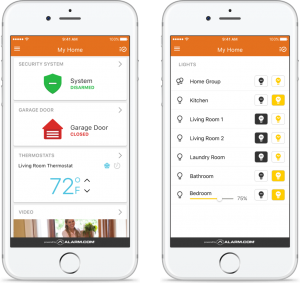 9:41 AM
My Home
SECURITY SYSTEM
System
DISARMED
GARAGE DOOR
Garage Door
CLOSED
THERMOSTATS
Living Room Thermostat
72°F
VIDEO
ALARM.COM
9:41 AM
My Home
LIGHTS
Home Group
Kitchen
Living Room 1
Living Room 2
Laundry Room
Bathroom
Bedroom
75%
ALARM.COM